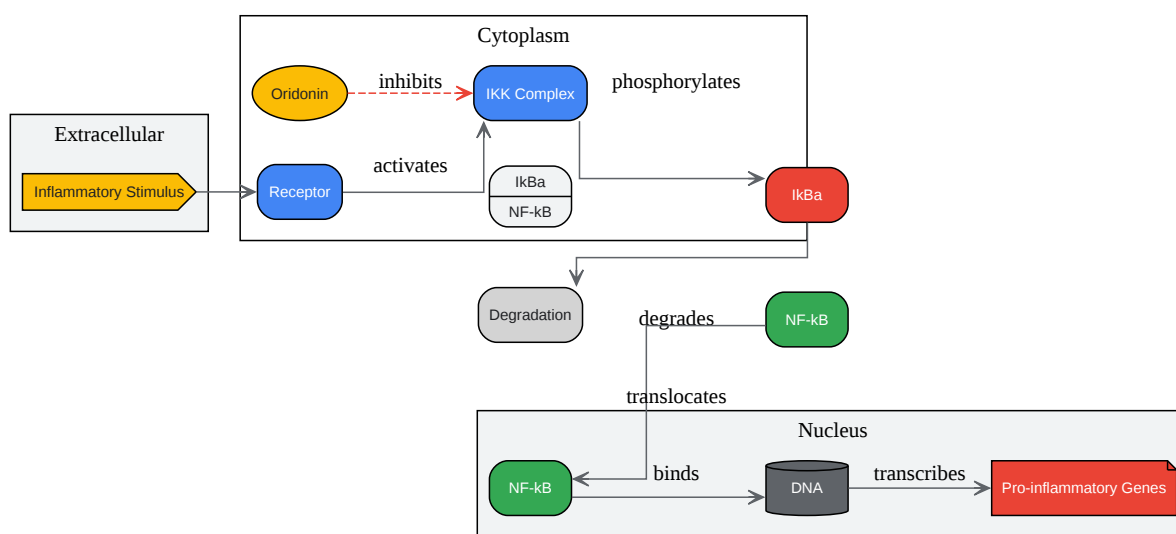 Cytoplasm
Oridonin
inhibits
IKK Complex
phosphorylates
Extracellular
Inflammatory Stimulus
Receptor
activates
IkBa
NF-kB
IkBa
Degradation
degrades
NF-kB
translocates
Nucleus
NF-kB
binds
DNA
transcribes
Pro-inflammatory Genes